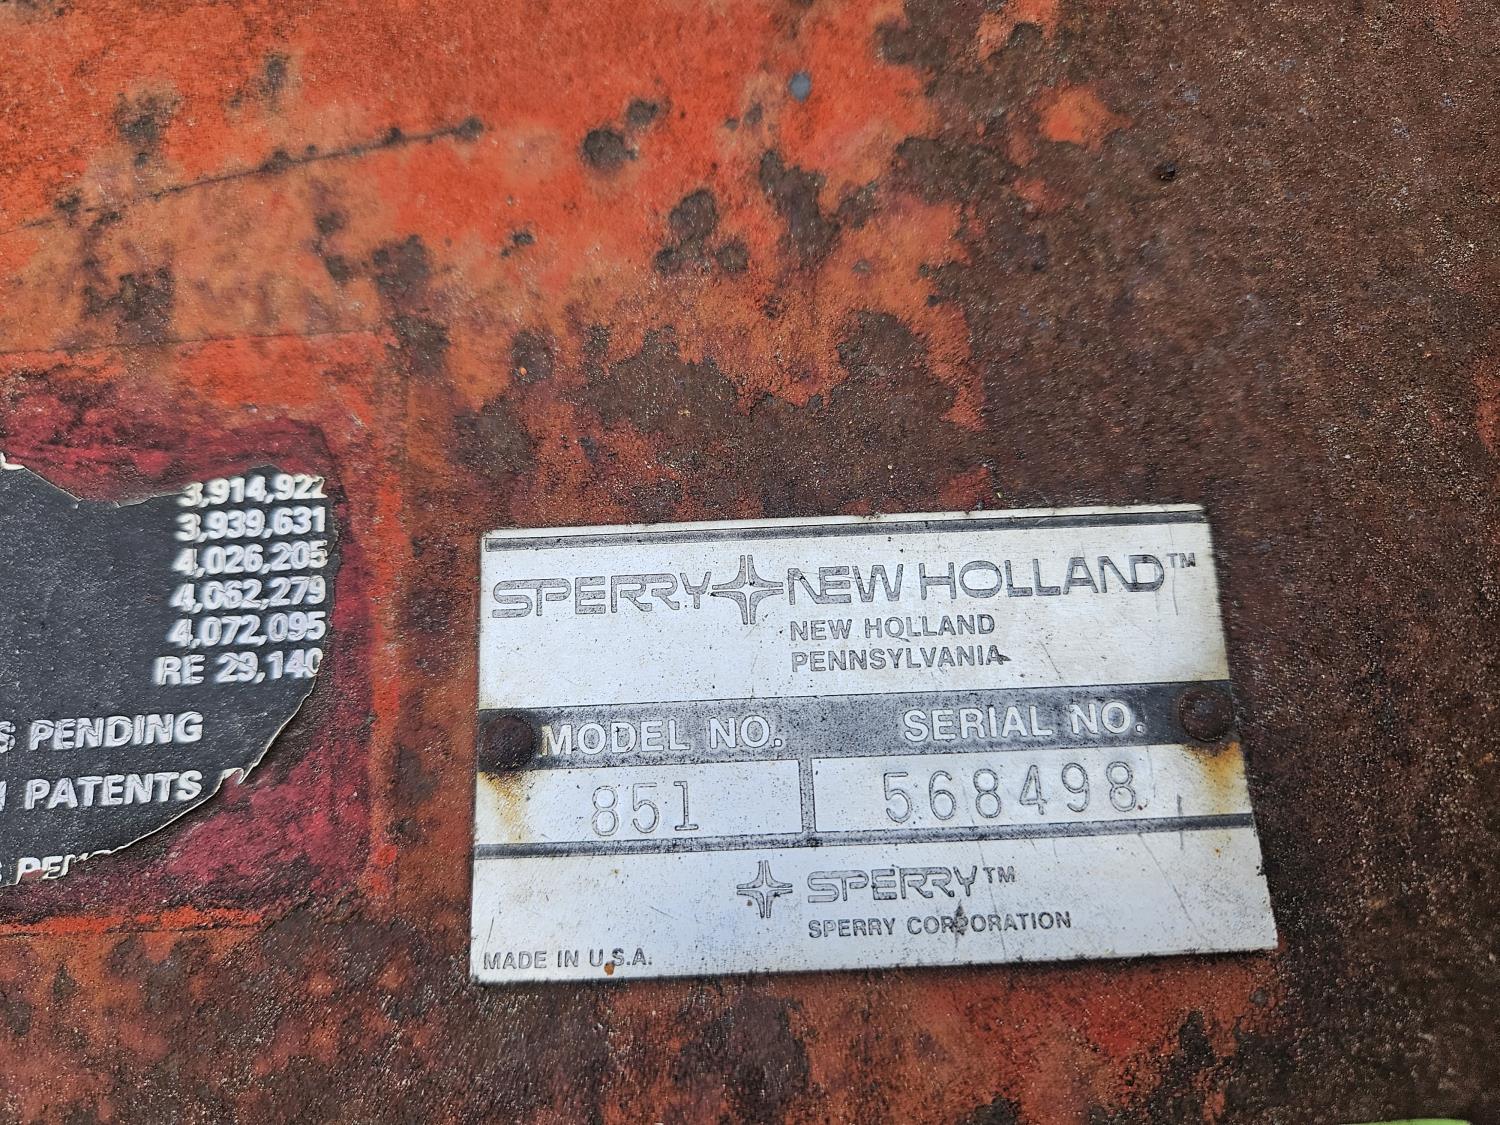 3,914,922
3,939,631
4,026,205
4,062,279
4,072,095
RE 29,140
S PENDING
PATENTS
SPERRY NEW HOLLAND™
NEW HOLLAND
PENNSYLVANIA
MODEL NO. SERIAL NO.
851 568498
SPERRY™
SPERRY CORPORATION
MADE IN U.S.A.